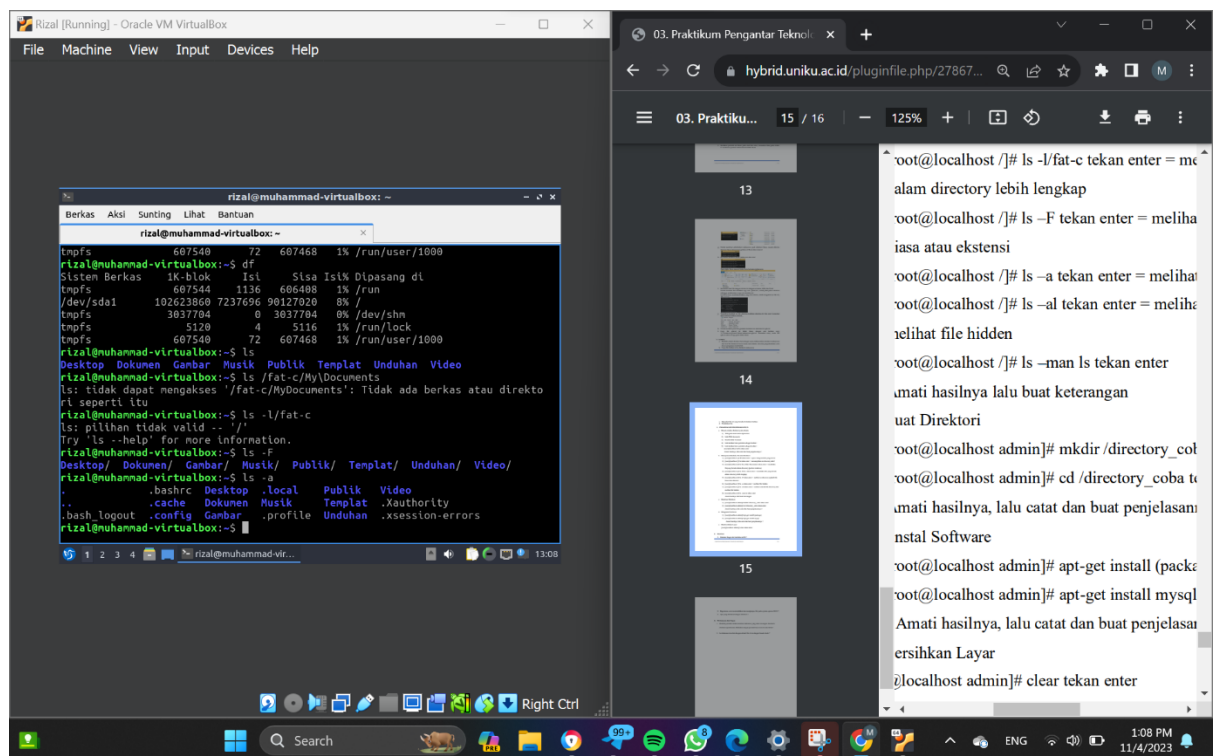 Rizal [Running] - Oracle VM VirtualBox
File Machine View Input Devices Help
rizal@muhammad-virtualbox: ~
Berkas Aksi Sunting Lihat Bantuan
rizal@muhammad-virtualbox: ~
tmpfs 607540 72 607468 1% /run/user/1000
rizal@muhammad-virtualbox:~$ df
Sistem Berkas 1K-blok Isi Sisa Isi% Dipasang di
tmpfs 607544 1136 606408 1% /run
/dev/sda1 102623860 7237696 90127020 8% /
tmpfs 3037704 0 3037704 0% /dev/shm
tmpfs 5120 4 5116 1% /run/lock
tmpfs 607540 72 607468 1% /run/user/1000
rizal@muhammad-virtualbox:~$ ls
Desktop Dokumen Gambar Musik Publik Templat Unduhan Video
rizal@muhammad-virtualbox:~$ ls /fat-c/My\Documents
ls: tidak dapat mengakses '/fat-c/MyDocuments': Tidak ada berkas atau direkto
ri seperti itu
rizal@muhammad-virtualbox:~$ ls -l/fat-c
ls: pilihan tidak valid -- '/'
Try 'ls --help' for more information.
rizal@muhammad-virtualbox:~$ ls -F
Desktop/ Dokumen/ Gambar/ Musik/ Publik/ Templat/ Unduhan/ Video/
rizal@muhammad-virtualbox:~$ ls -a
. .bashrc Desktop .local Publik Video
.. .cache Dokumen Musik Templat .Xauthority
.bash_logout .config Gambar .profile Unduhan .xsession-errors
rizal@muhammad-virtualbox:~$
1 2 3 4 rizal@muhammad-vir... 13:08
Right Ctrl
03. Praktikum Pengantar Teknolo
hybrid.uniku.ac.id/pluginfile.php/27867... M
03. Praktiku... 15 / 16 125%
13
14
15
root@localhost /]# ls -l/fat-c tekan enter = me
alam directory lebih lengkap
root@localhost /]# ls –F tekan enter = meliha
iasa atau ekstensi
root@localhost /]# ls –a tekan enter = melihat
root@localhost /]# ls –al tekan enter = meliha
nelihat file hidden
root@localhost /]# ls –man ls tekan enter
Amati hasilnya lalu buat keterangan
uat Direktori
root@localhost admin]# mkdir /directory_cob
root@localhost admin]# cd /directory_coba te
mati hasilnya, lalu catat dan buat penjelasann
nstal Software
root@localhost admin]# apt-get install (packa
root@localhost admin]# apt-get install mysql
Amati hasilnya, lalu catat dan buat penjelasan
ersihkan Layar
@localhost admin]# clear tekan enter
Search
PRE
99+
8
M
ENG
1:08 PM
11/4/2023